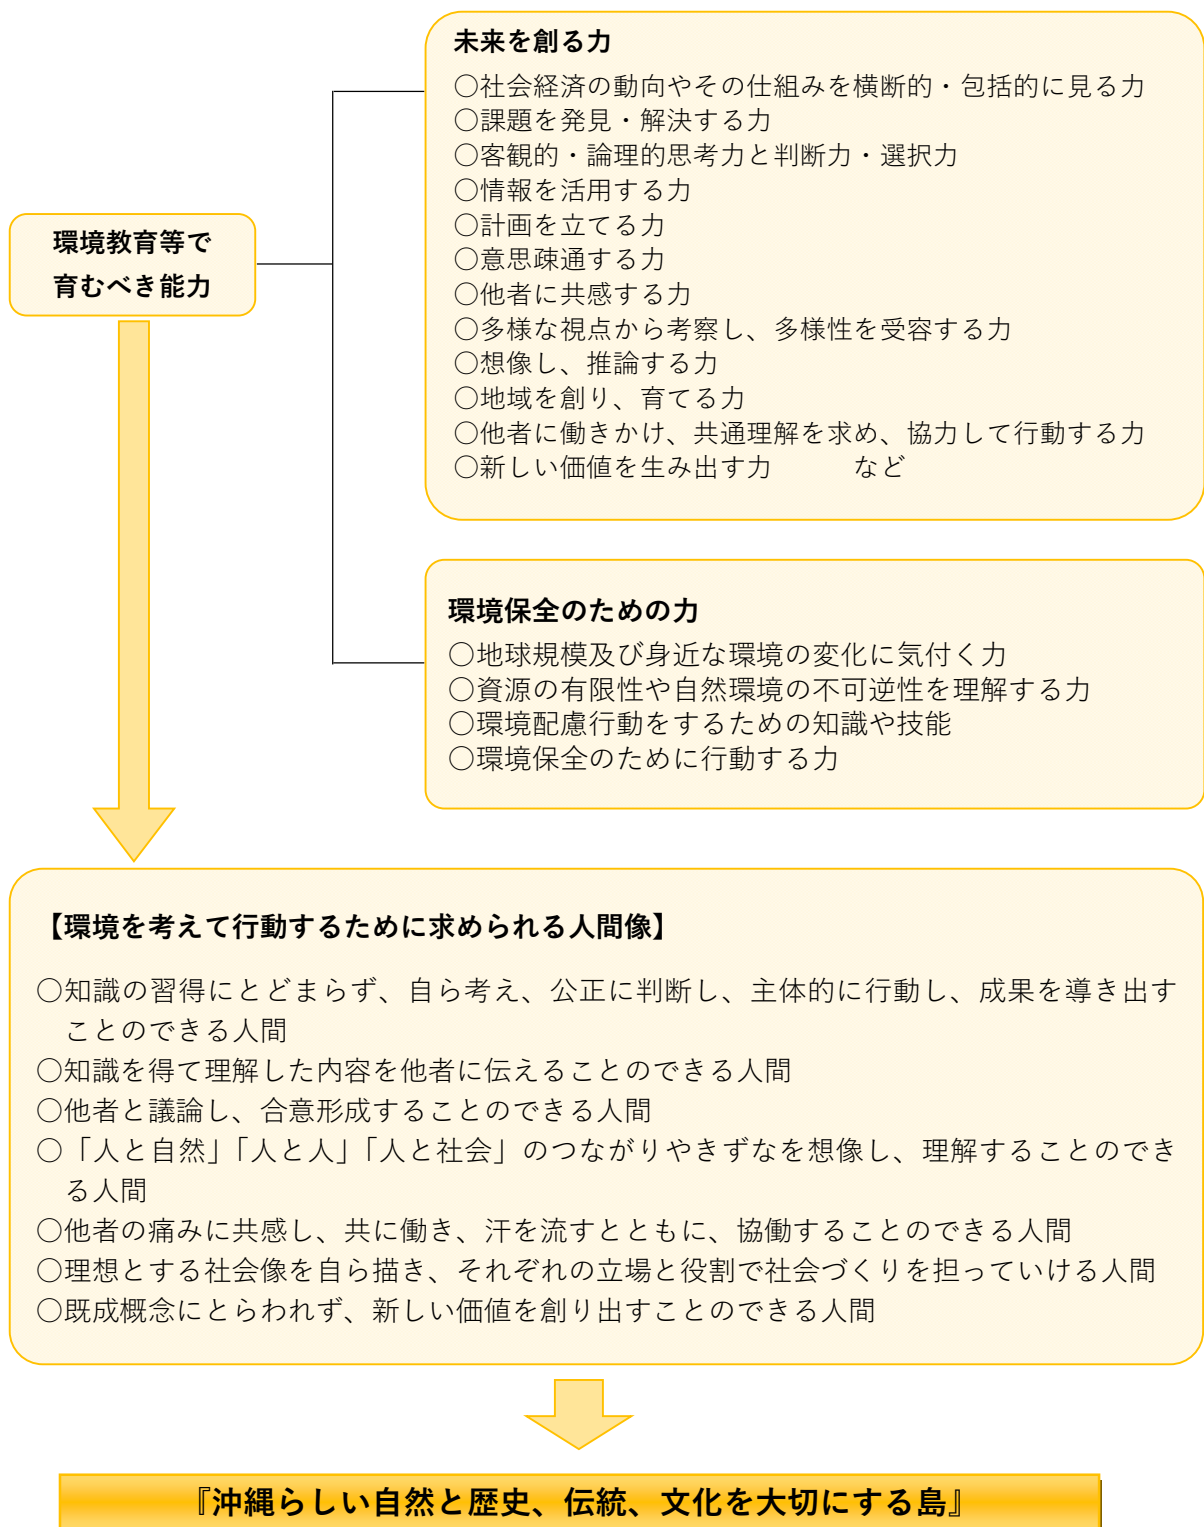 環境教育等で
育むべき能力
未来を創る力
○社会経済の動向やその仕組みを横断的・包括的に見る力
○課題を発見・解決する力
○客観的・論理的思考力と判断力・選択力
○情報を活用する力
○計画を立てる力
○意思疎通する力
○他者に共感する力
○多様な視点から考察し、多様性を受容する力
○想像し、推論する力
○地域を創り、育てる力
○他者に働きかけ、共通理解を求め、協力して行動する力
○新しい価値を生み出す力　　　など
環境保全のための力
○地球規模及び身近な環境の変化に気付く力
○資源の有限性や自然環境の不可逆性を理解する力
○環境配慮行動をするための知識や技能
○環境保全のために行動する力
【環境を考えて行動するために求められる人間像】
○知識の習得にとどまらず、自ら考え、公正に判断し、主体的に行動し、成果を導き出す
ことのできる人間
○知識を得て理解した内容を他者に伝えることのできる人間
○他者と議論し、合意形成することのできる人間
○「人と自然」「人と人」「人と社会」のつながりやきずなを想像し、理解することのでき
る人間
○他者の痛みに共感し、共に働き、汗を流すとともに、協働することのできる人間
○理想とする社会像を自ら描き、それぞれの立場と役割で社会づくりを担っていける人間
○既成概念にとらわれず、新しい価値を創り出すことのできる人間
『沖縄らしい自然と歴史、伝統、文化を大切にする島』